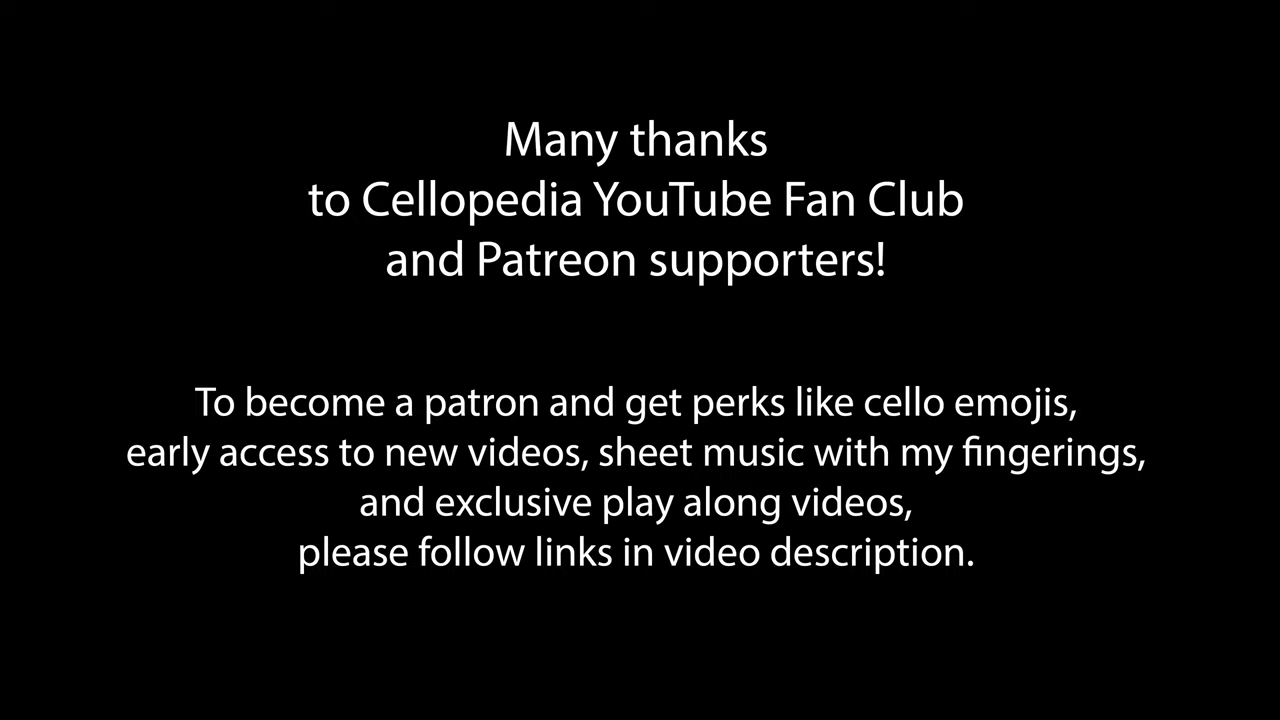 Many thanks
to Cellopedia YouTube Fan Club
and Patreon supporters!
To become a patron and get perks like cello emojis,
early access to new videos, sheet music with my fingerings,
and exclusive play along videos,
please follow links in video description.